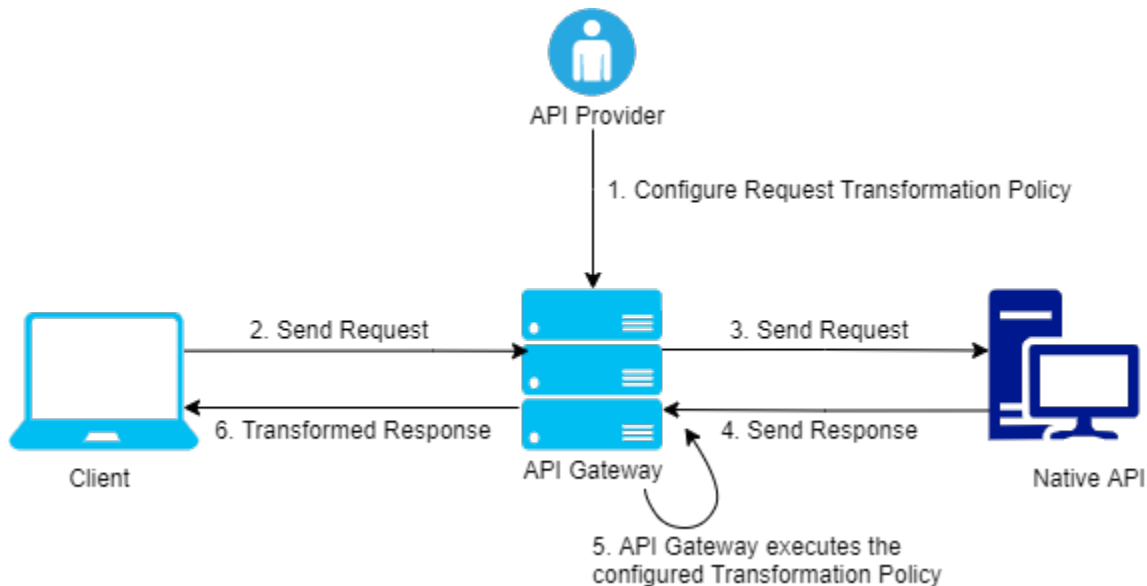 API Provider
1. Configure Request Transformation Policy
2. Send Request
3. Send Request
6. Transformed Response
4. Send Response
Client
API Gateway
Native API
5. API Gateway executes the
configured Transformation Policy